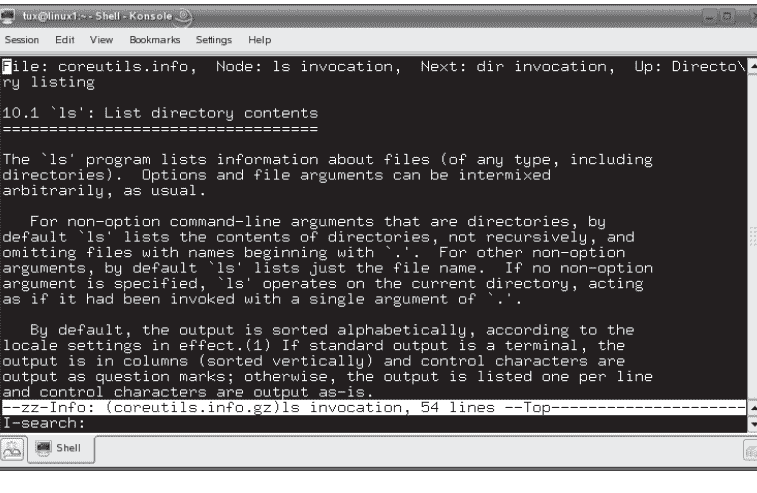 tux@linux1:~ - Shell - Konsole
Session Edit View Bookmarks Settings Help
File: coreutils.info, Node: ls invocation, Next: dir invocation, Up: Directo\
ry listing
10.1 `ls': List directory contents
==================================
The `ls' program lists information about files (of any type, including
directories). Options and file arguments can be intermixed
arbitrarily, as usual.
For non-option command-line arguments that are directories, by
default `ls' lists the contents of directories, not recursively, and
omitting files with names beginning with `.'. For other non-option
arguments, by default `ls' lists just the file name. If no non-option
argument is specified, `ls' operates on the current directory, acting
as if it had been invoked with a single argument of `.'.
By default, the output is sorted alphabetically, according to the
locale settings in effect.(1) If standard output is a terminal, the
output is in columns (sorted vertically) and control characters are
output as question marks; otherwise, the output is listed one per line
and control characters are output as-is.
--zz-Info: (coreutils.info.gz)ls invocation, 54 lines --Top---------------------
I-search:
Shell